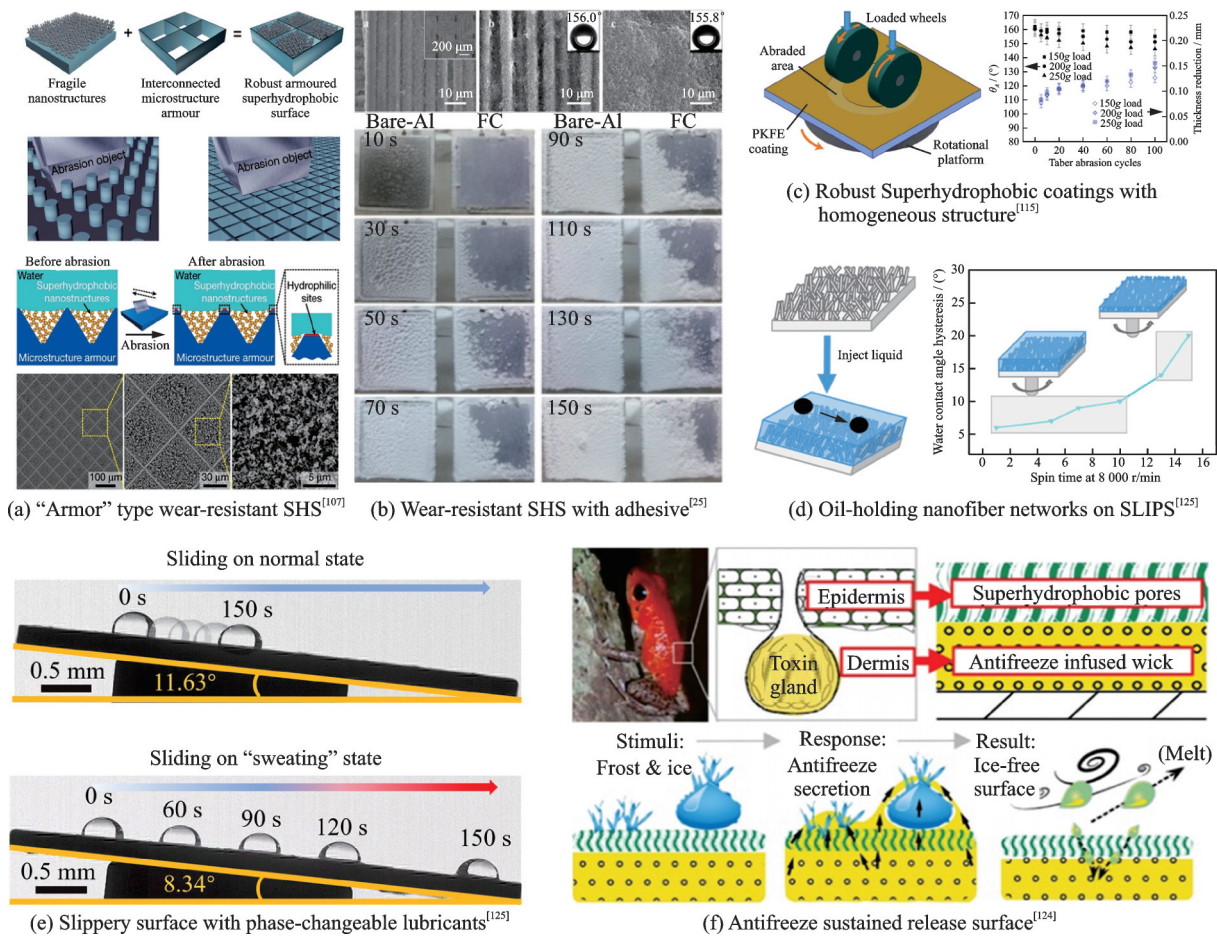 Fragile
nanostructures
+
Interconnected
microstructure
armour
=
Robust armoured
superhydrophobic
surface
Abrasion object
Abrasion object
Before abrasion
After abrasion
Water
Superhydrophobic
nanostructures
Microstructure armour
Abrasion
Water
Superhydrophobic
nanostructures
Microstructure armour
Hydrophilic
sites
100 μm
30 μm
5 μm
(a) “Armor” type wear-resistant SHS[107]
a
200 μm
10 μm
b
156.0°
10 μm
c
155.8°
10 μm
Bare-Al
FC
Bare-Al
FC
10 s
90 s
30 s
110 s
50 s
130 s
70 s
150 s
(b) Wear-resistant SHS with adhesive[25]
Loaded wheels
Abraded
area
PKFE
coating
Rotational
platform
170
160
150
140
130
120
110
100
90
80
0.25
0.20
0.15
0.10
0.05
0.00
0 20 40 60 80 100
150g load
200g load
250g load
150g load
200g load
250g load
Thickness reduction / mm
Taber abrasion cycles
(c) Robust Superhydrophobic coatings with
homogeneous structure[115]
Inject liquid
Water contact angle hysteresis / (°)
30
25
20
15
10
5
0 2 4 6 8 10 12 14 16
Spin time at 8 000 r/min
(d) Oil-holding nanofiber networks on SLIPS[125]
Sliding on normal state
0 s
150 s
0.5 mm
11.63°
Sliding on “sweating” state
0 s
60 s
90 s
120 s
150 s
0.5 mm
8.34°
(e) Slippery surface with phase-changeable lubricants[125]
Epidermis
Superhydrophobic pores
Toxin
gland
Dermis
Antifreeze infused wick
Stimuli:
Frost & ice
Response:
Antifreeze
secretion
Result:
Ice-free
surface
(Melt)
(f) Antifreeze sustained release surface[124]